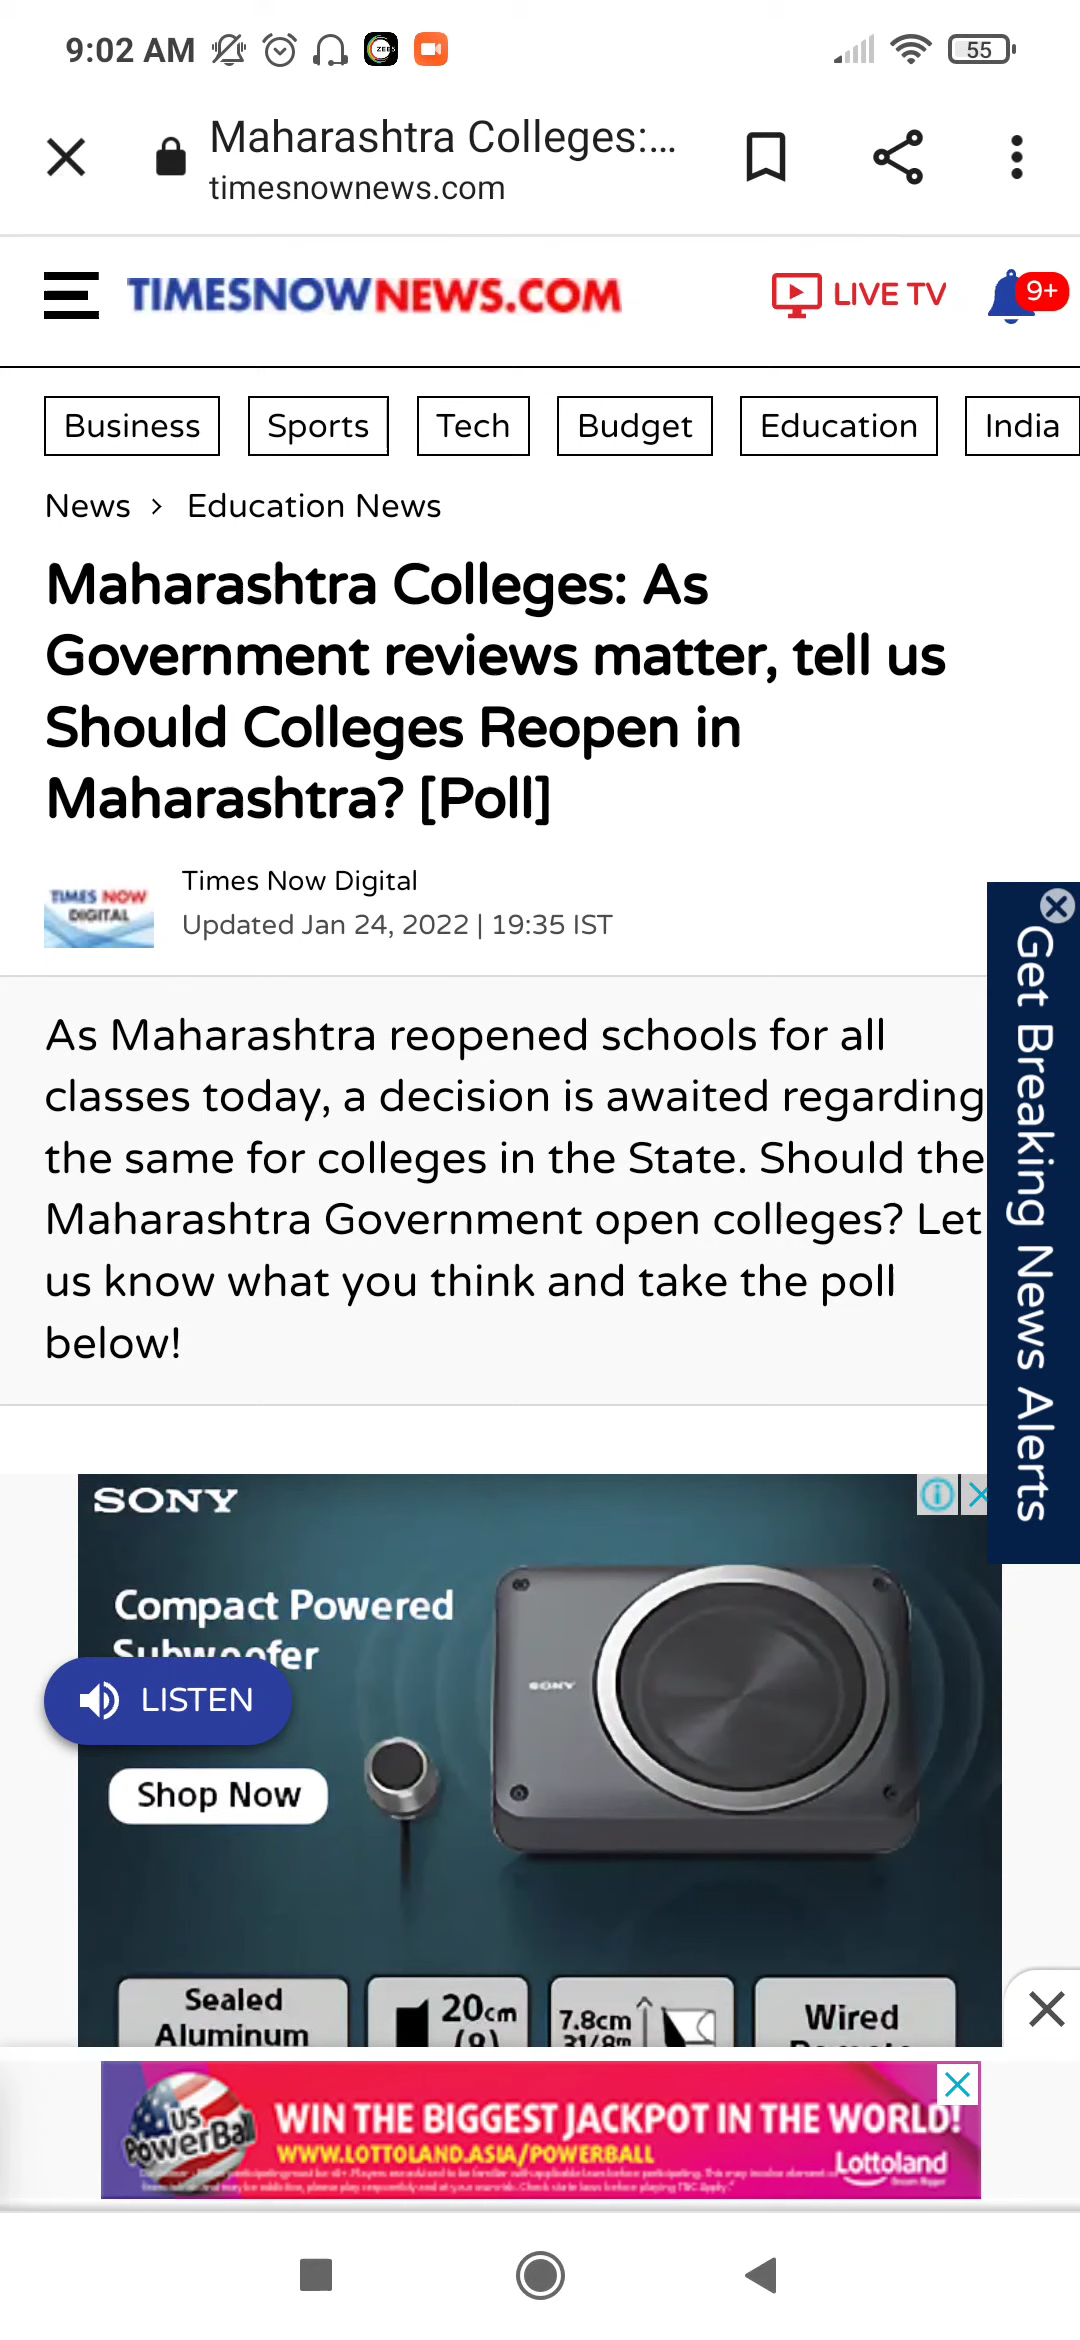 9:02 AM
ZEE5
55
Maharashtra Colleges:...
timesnownews.com
TIMESNOWNEWS.COM
LIVE TV
9+
Business
Sports
Tech
Budget
Education
India
News > Education News
Maharashtra Colleges: As
Government reviews matter, tell us
Should Colleges Reopen in
Maharashtra? [Poll]
TIMES NOW
DIGITAL
Times Now Digital
Updated Jan 24, 2022 | 19:35 IST
As Maharashtra reopened schools for all
classes today, a decision is awaited regarding
the same for colleges in the State. Should the
Maharashtra Government open colleges? Let
us know what you think and take the poll
below!
Get Breaking News Alerts
SONY
Compact Powered
Subwoofer
SONY
LISTEN
Shop Now
Sealed
Aluminum
20cm
(8)
7.8cm
Wired
US
PowerBall
WIN THE BIGGEST JACKPOT IN THE WORLD!
WWW.LOTTOLAND.ASIA/POWERBALL
Lottoland